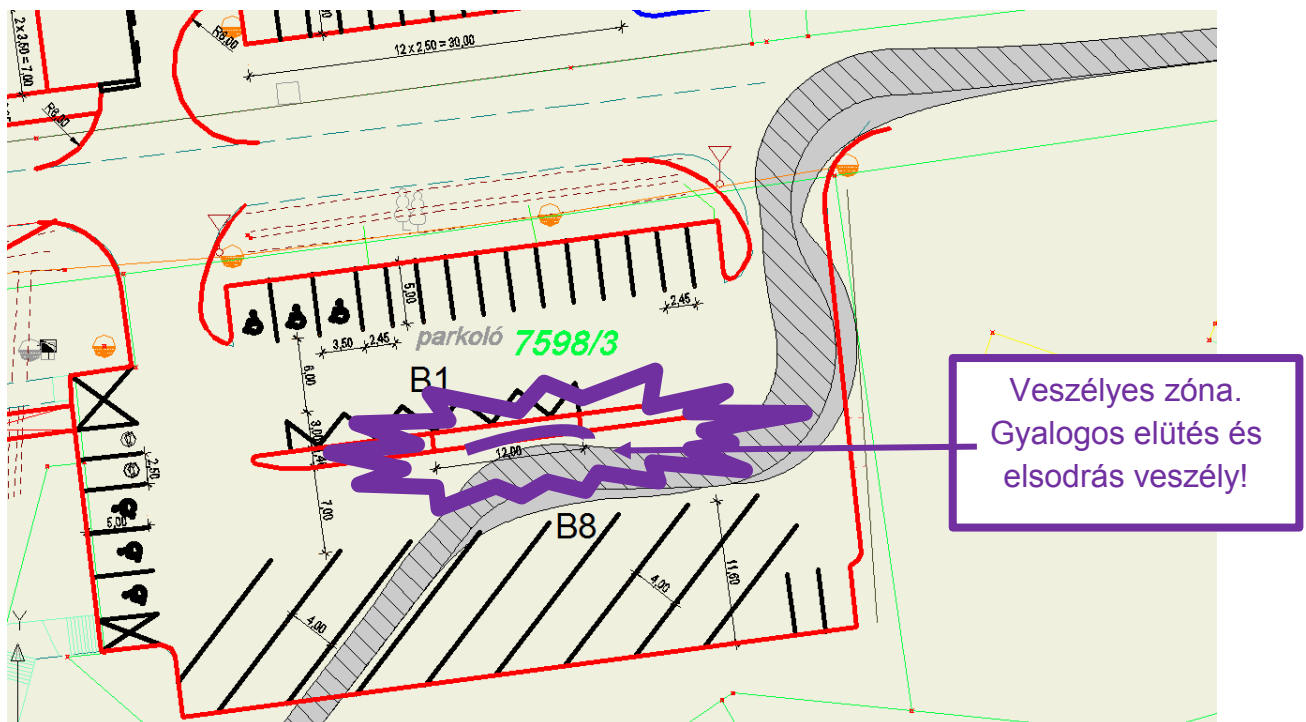 2 x 3,50 = 7,00
R6,00
12 x 2,50 = 30,00
R6,00
5,00
2,45
3,50
2,45
parkoló 7598/3
6,00
B1
3,00
12,00
7,00
B8
2,50
5,00
4,00
4,00
11,60
Y
Veszélyes zóna.
Gyalogos elütés és
elsodrás veszély!